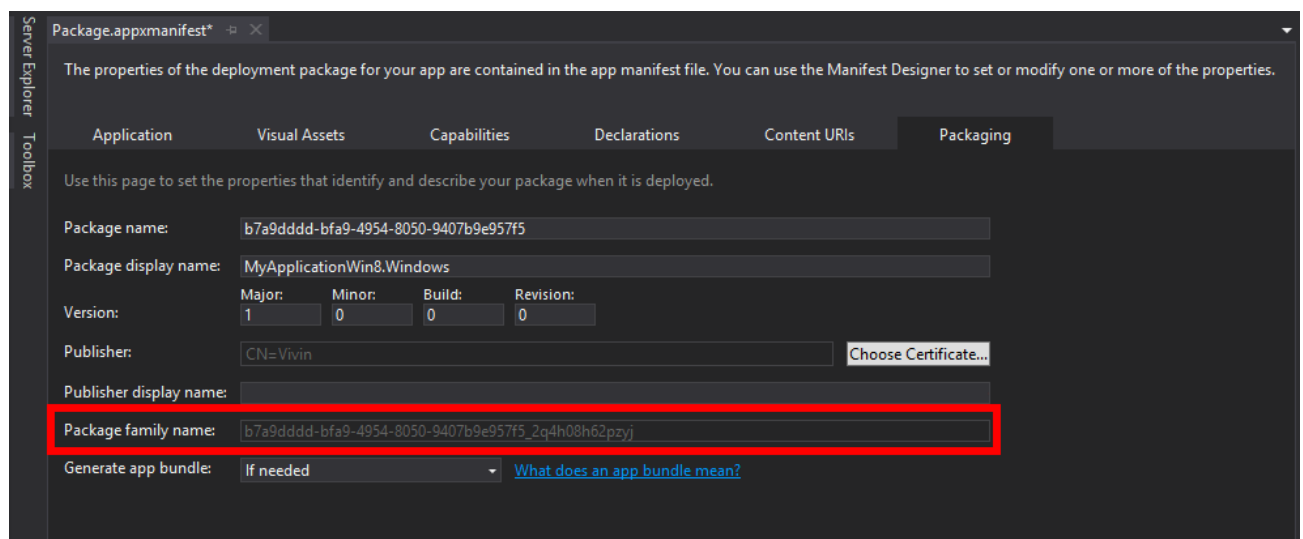 Server Explorer
Toolbox
Package.appxmanifest*
The properties of the deployment package for your app are contained in the app manifest file. You can use the Manifest Designer to set or modify one or more of the properties.
Application Visual Assets Capabilities Declarations Content URIs Packaging
Use this page to set the properties that identify and describe your package when it is deployed.
Package name: b7a9dddd-bfa9-4954-8050-9407b9e957f5
Package display name: MyApplicationWin8.Windows
Major: Minor: Build: Revision:
Version: 1 0 0 0
Publisher: CN=Vivin Choose Certificate...
Publisher display name:
Package family name: b7a9dddd-bfa9-4954-8050-9407b9e957f5_2q4h08h62pzyj
Generate app bundle: If needed What does an app bundle mean?